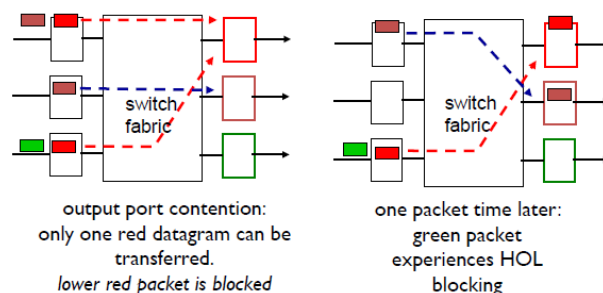 switch
fabric
output port contention:
only one red datagram can be
transferred.
lower red packet is blocked
switch
fabric
one packet time later:
green packet
experiences HOL
blocking